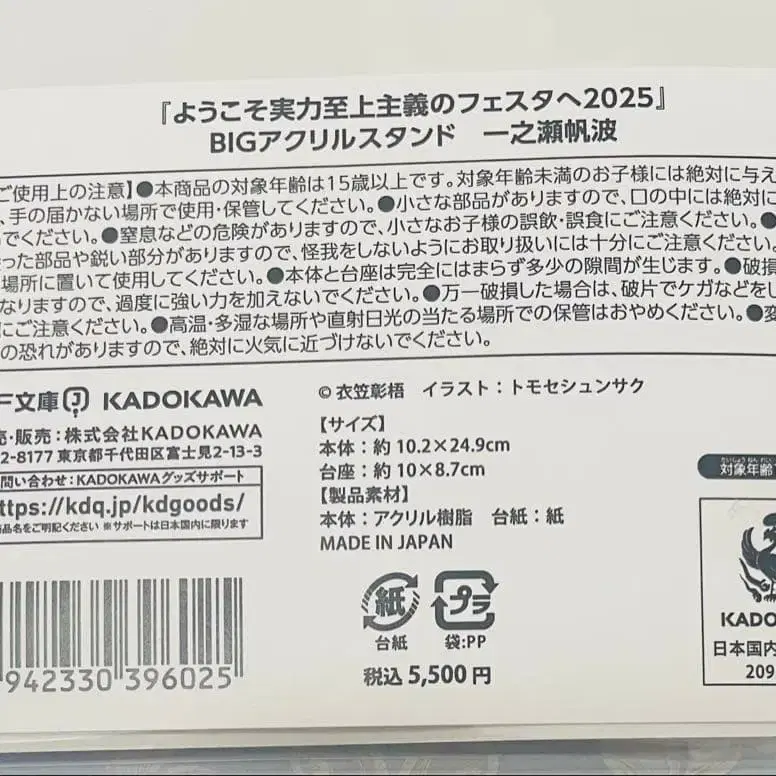 『ようこそ実力至上主義のフェスタへ2025』
BIGアクリルスタンド 一之瀬帆波
ご使用上の注意】●本商品の対象年齢は15歳以上です。対象年齢未満のお子様には絶対に与え
、手の届かない場所で使用・保管してください。●小さな部品がありますので、口の中には絶対に
でください。●窒息などの危険がありますので、小さなお子様の誤飲・誤食にご注意ください。●
った部品や鋭い部分がありますので、怪我をしないようにお取り扱いには十分にご注意ください。
場所に置いて使用してください。●本体と台座は完全にはまらず多少の隙間が生じます。●破損
なりますので、過度に強い力を加えないでください。●万一破損した場合は、破片でケガなどをし
にご注意ください。●高温・多湿な場所や直射日光の当たる場所での保管はおやめください。●変
の恐れがありますので、絶対に火気に近づけないでください。
F文庫J KADOKAWA
売・販売:株式会社KADOKAWA
2-8177 東京都千代田区富士見2-13-3
問い合わせ:KADOKAWAグッズサポート
ttps://kdq.jp/kdgoods/
商品名をご明記ください ※サポートは日本国内に限ります
942330 396025
© 衣笠彰梧 イラスト:トモセシュンサク
【サイズ】
本体:約 10.2×24.9cm
台座:約 10×8.7cm
【製品素材】
本体:アクリル樹脂 台紙:紙
MADE IN JAPAN
紙
台紙
プラ
袋:PP
税込 5,500 円
たいしょうねんれい
対象年齢
KADO
日本国内
209